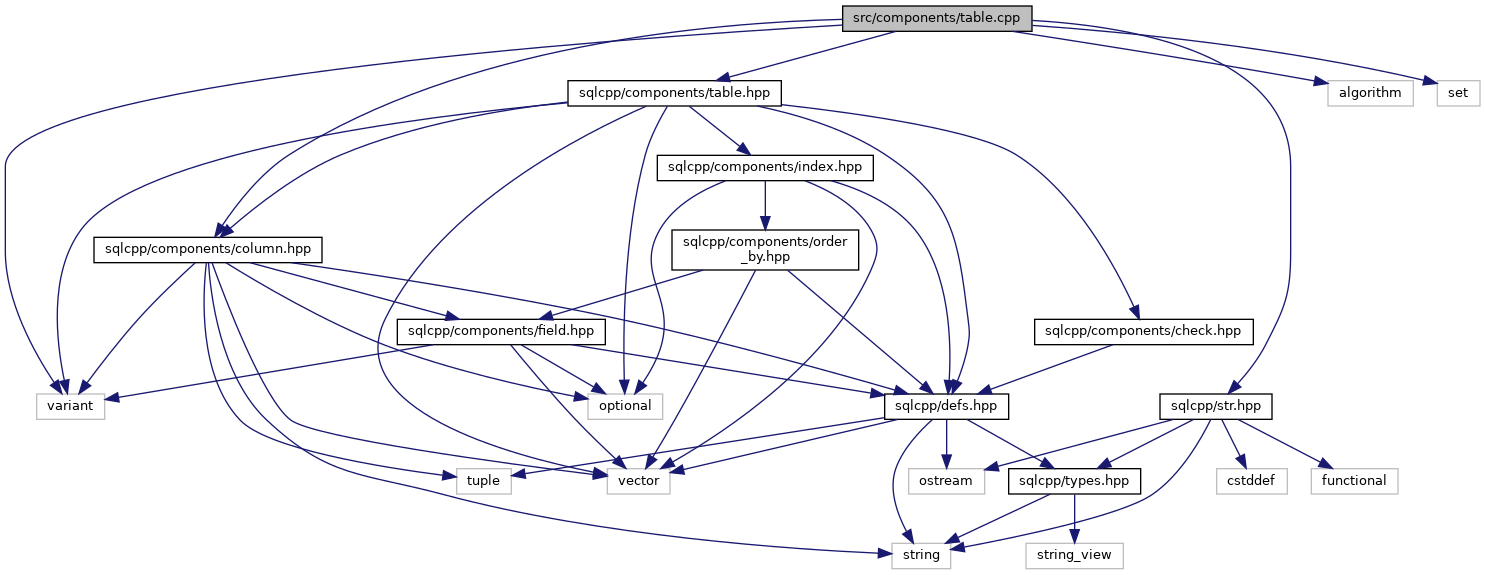 src/components/table.cpp
sqlcpp/components/table.hpp
algorithm
set
sqlcpp/components/index.hpp
sqlcpp/components/column.hpp
sqlcpp/components/order
_by.hpp
sqlcpp/components/field.hpp
sqlcpp/components/check.hpp
variant
optional
sqlcpp/defs.hpp
sqlcpp/str.hpp
tuple
vector
ostream
sqlcpp/types.hpp
cstddef
functional
string
string_view